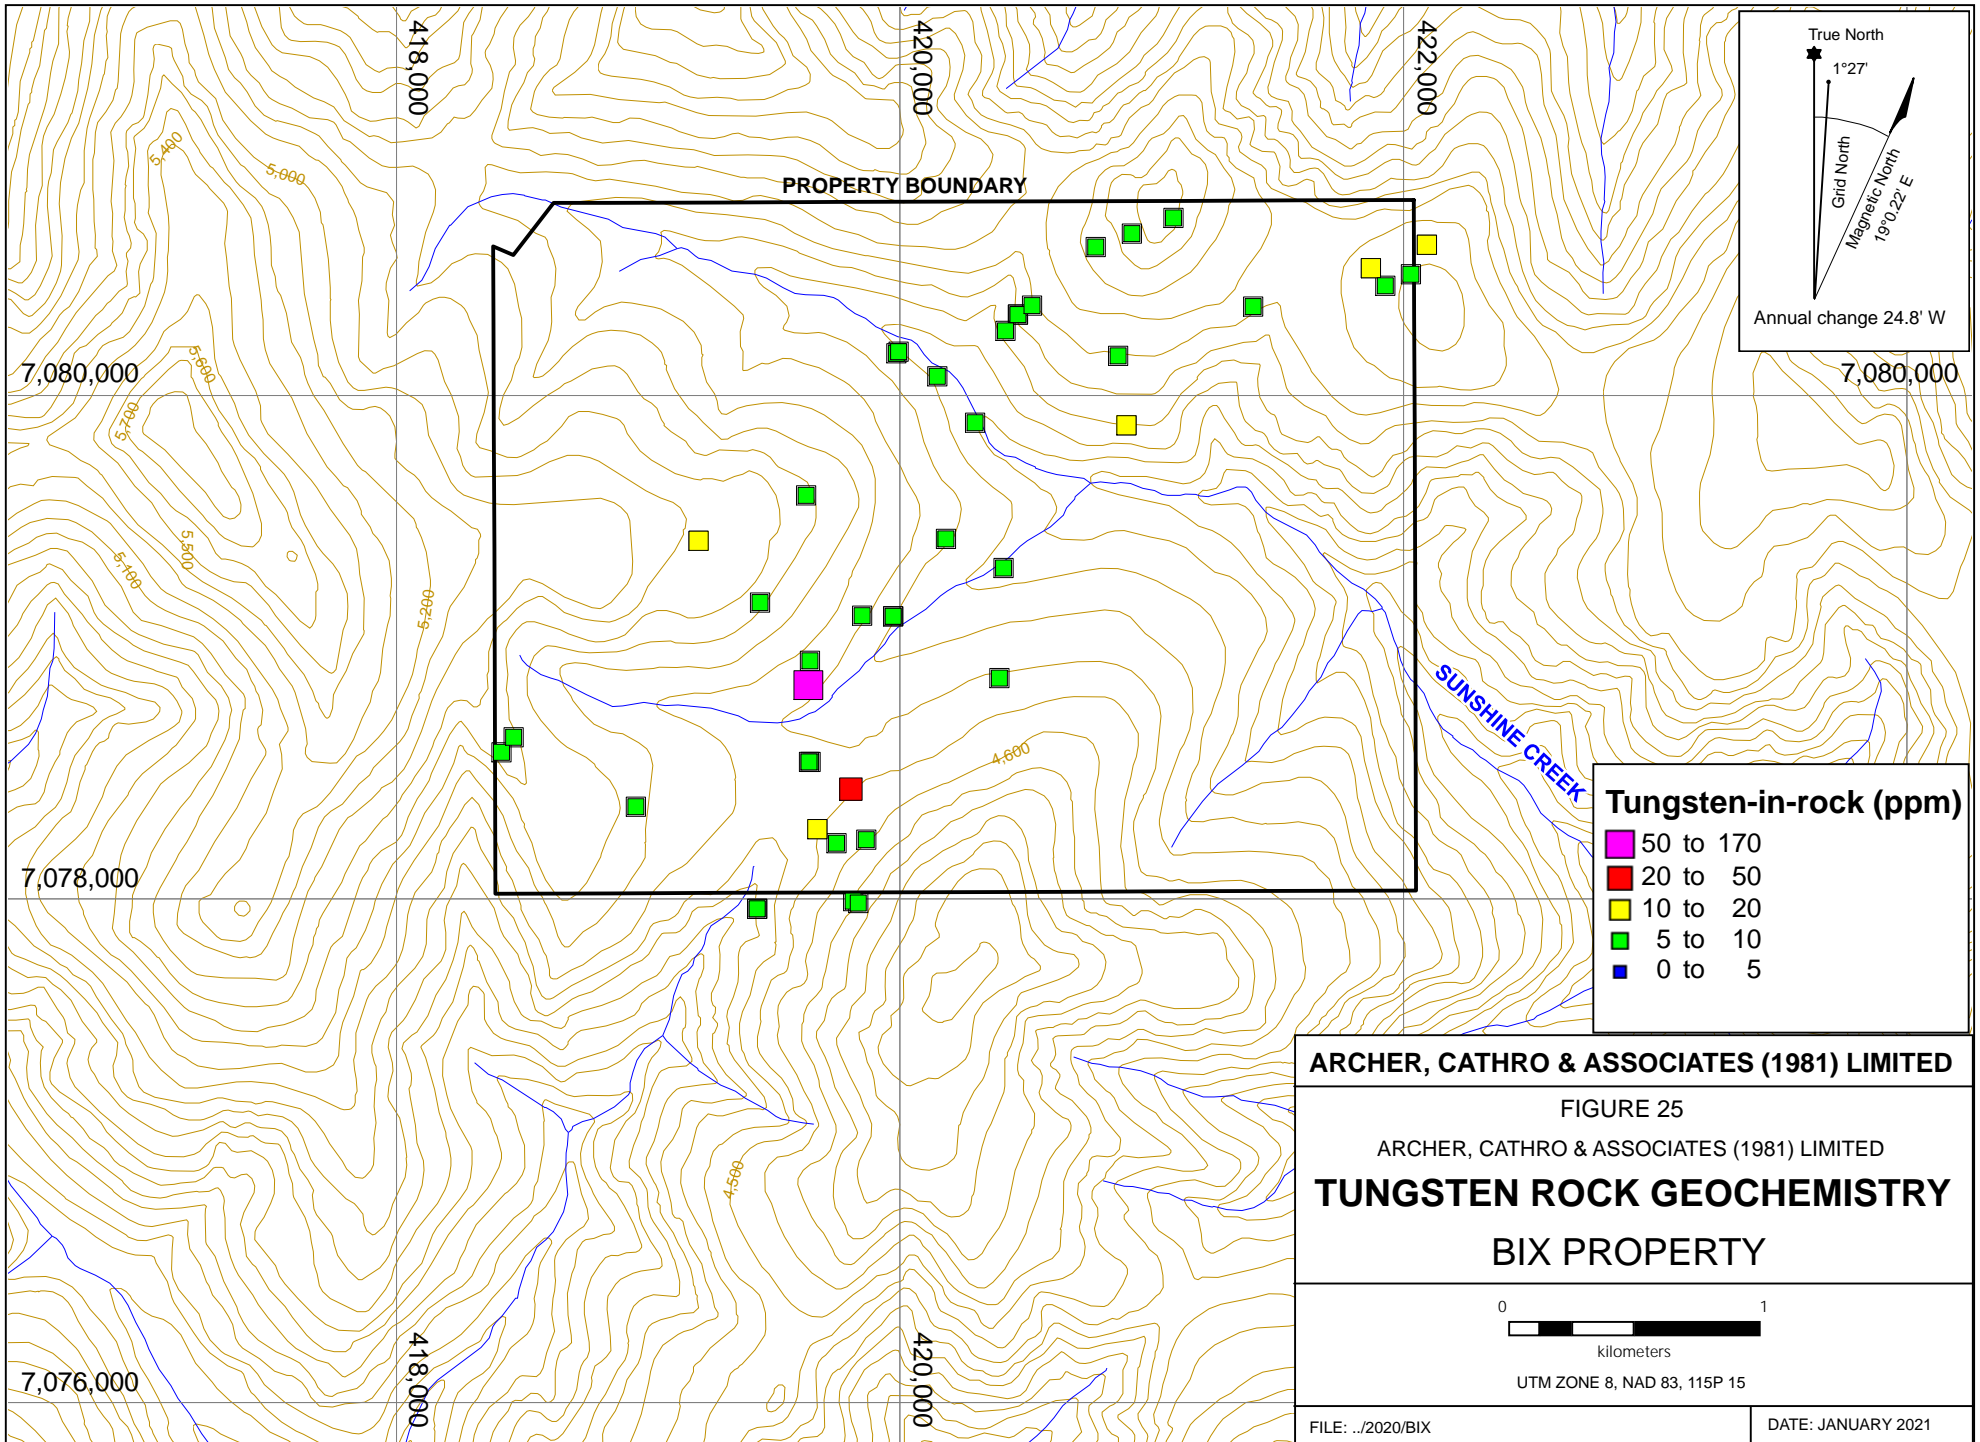 418,000
420,000
422,000
True North
1°27'
Grid North
Magnetic North
19°0.22' E
Annual change 24.8' W
5,400
5,000
PROPERTY BOUNDARY
7,080,000
7,080,000
5,600
5,700
5,500
5,100
5,200
SUNSHINE CREEK
4,600
7,078,000
Tungsten-in-rock (ppm)
50 to 170
20 to 50
10 to 20
5 to 10
0 to 5
4,500
418,000
420,000
7,076,000
ARCHER, CATHRO & ASSOCIATES (1981) LIMITED
FIGURE 25
ARCHER, CATHRO & ASSOCIATES (1981) LIMITED
TUNGSTEN ROCK GEOCHEMISTRY
BIX PROPERTY
0 1
kilometers
UTM ZONE 8, NAD 83, 115P 15
FILE: ../2020/BIX
DATE: JANUARY 2021